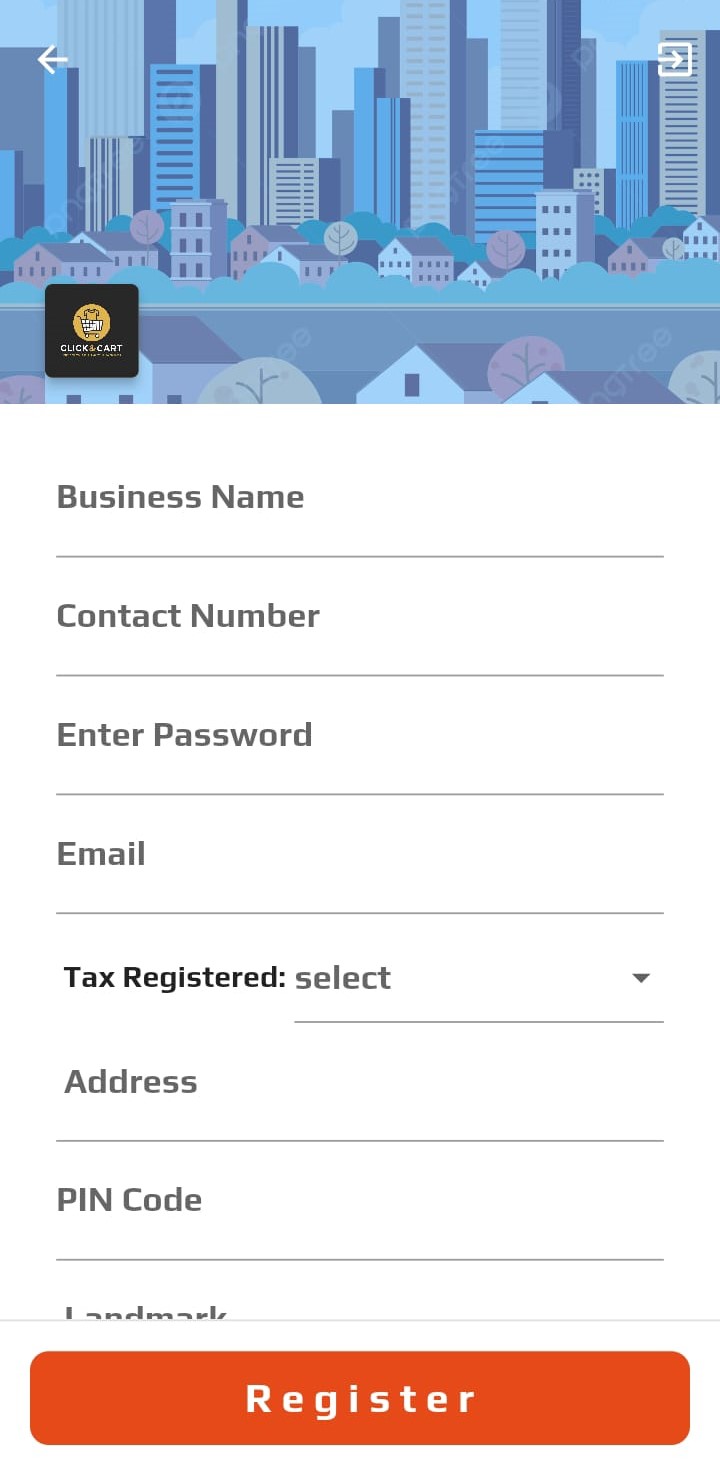 CLICK&CART
Business Name
Contact Number
Enter Password
Email
Tax Registered: select
Address
PIN Code
Landmark
Register